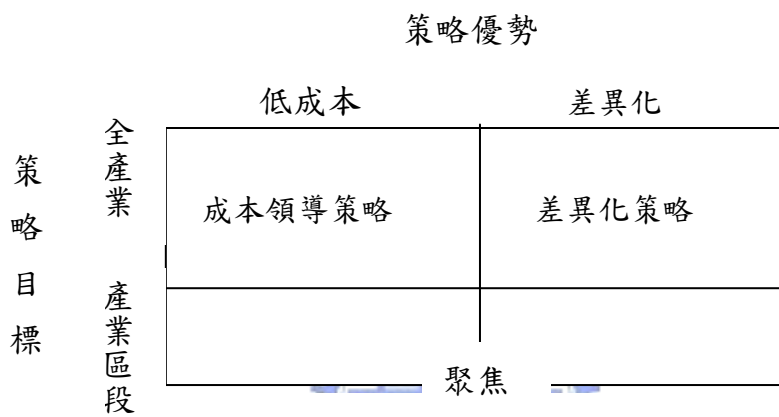 策略優勢
低成本
差異化
全產業
策略目標
成本領導策略
差異化策略
產業區段
聚焦